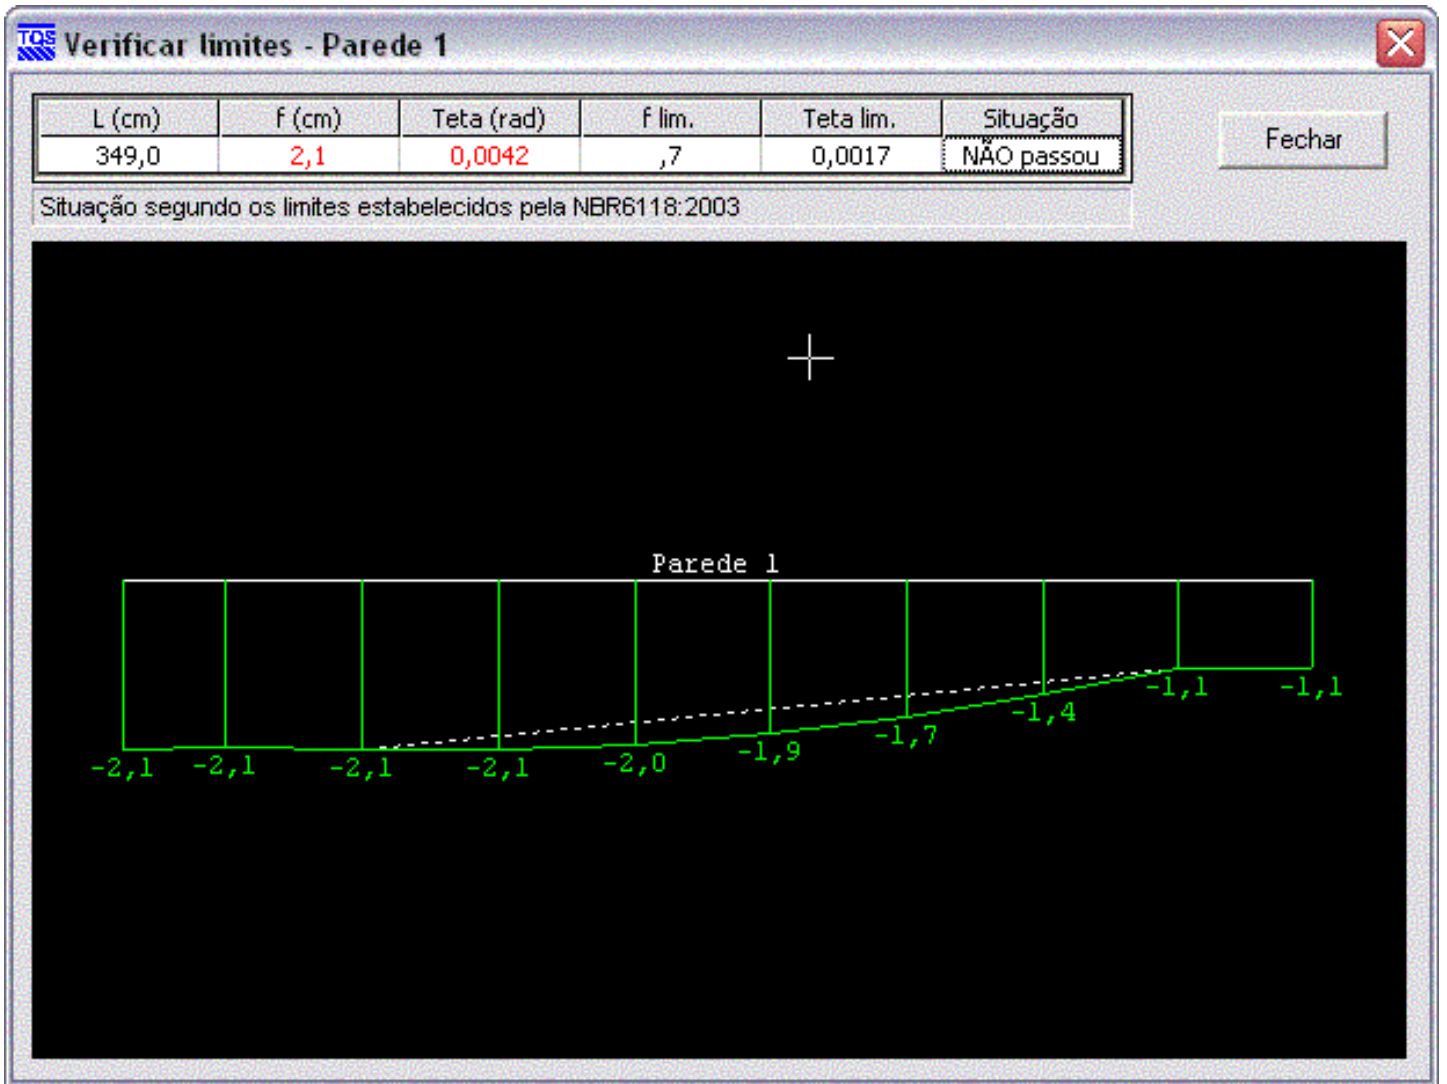 TQS Verificar limites - Parede 1
L (cm) f (cm) Teta (rad) f lim. Teta lim. Situação
349,0 2,1 0,0042 ,7 0,0017 NÃO passou
Fechar
Situação segundo os limites estabelecidos pela NBR6118:2003
Parede 1
-2,1 -2,1 -2,1 -2,1 -2,0 -1,9 -1,7 -1,4 -1,1 -1,1